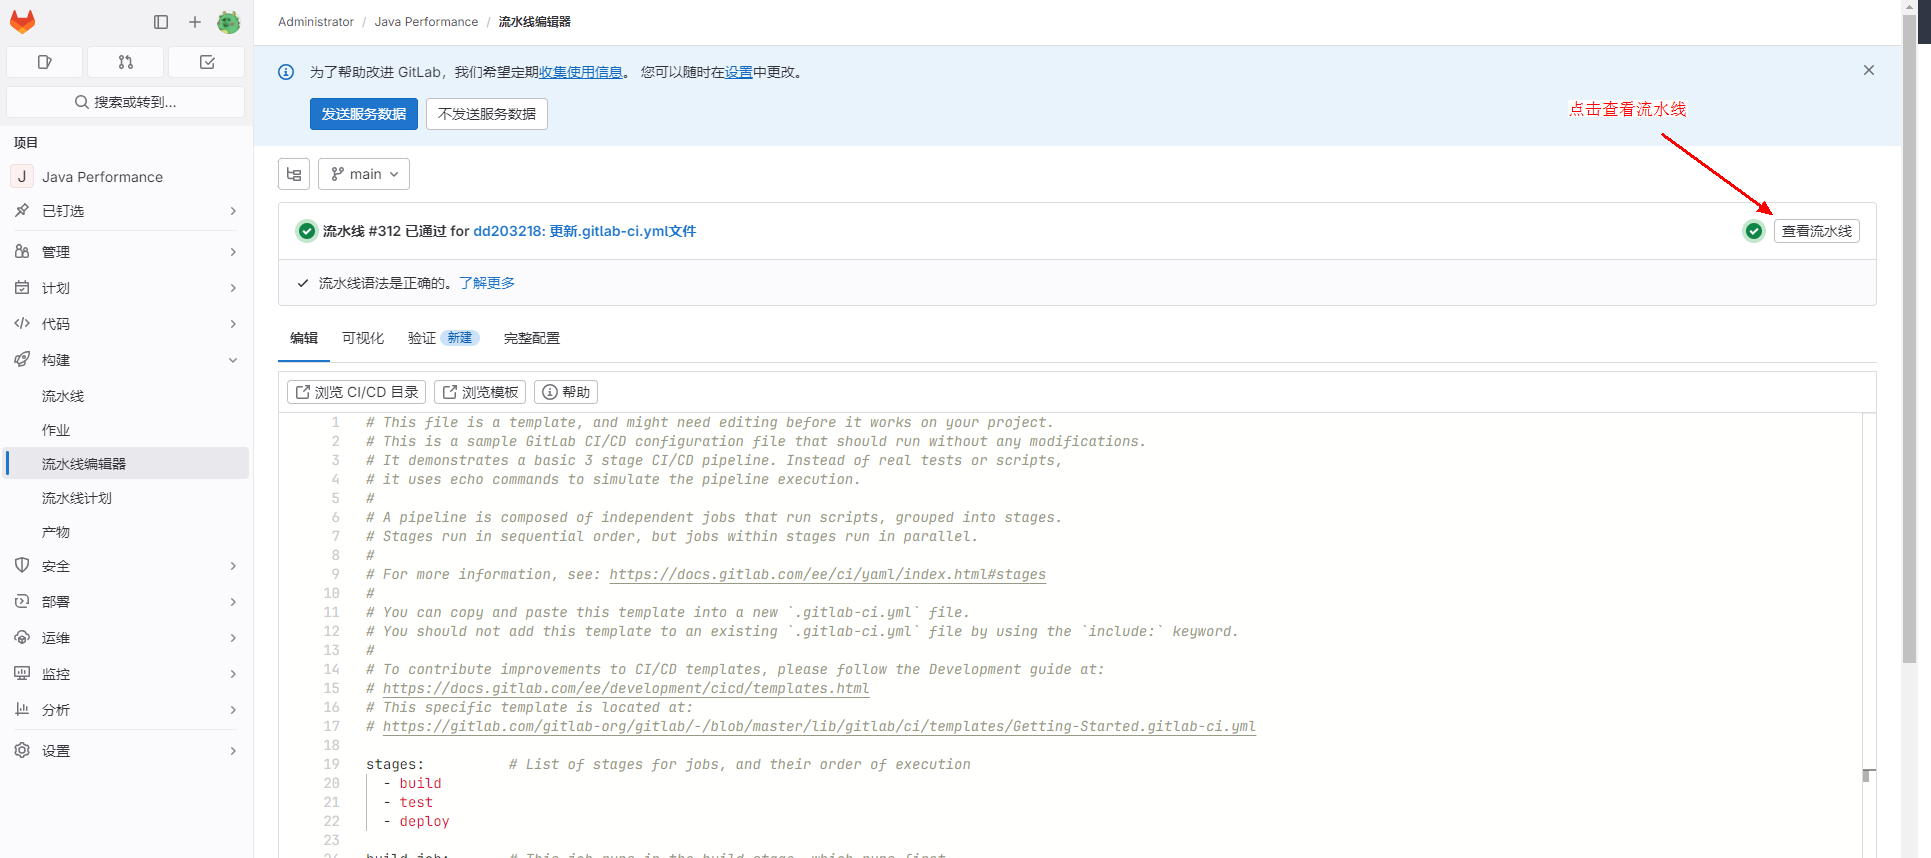 Administrator / Java Performance / 流水线编辑器
搜索或转到...
项目
J Java Performance
已钉选
管理
计划
代码
构建
流水线
作业
流水线编辑器
流水线计划
产物
安全
部署
运维
监控
分析
设置
为了帮助改进 GitLab，我们希望定期收集使用信息。 您可以随时在设置中更改。
发送服务数据 不发送服务数据
点击查看流水线
main
流水线 #312 已通过 for dd203218: 更新.gitlab-ci.yml文件
查看流水线
流水线语法是正确的。了解更多
编辑 可视化 验证 新建 完整配置
浏览 CI/CD 目录 浏览模板 帮助
1 # This file is a template, and might need editing before it works on your project.
2 # This is a sample GitLab CI/CD configuration file that should run without any modifications.
3 # It demonstrates a basic 3 stage CI/CD pipeline. Instead of real tests or scripts,
4 # it uses echo commands to simulate the pipeline execution.
5 #
6 # A pipeline is composed of independent jobs that run scripts, grouped into stages.
7 # Stages run in sequential order, but jobs within stages run in parallel.
8 #
9 # For more information, see: https://docs.gitlab.com/ee/ci/yaml/index.html#stages
10 #
11 # You can copy and paste this template into a new `.gitlab-ci.yml` file.
12 # You should not add this template to an existing `.gitlab-ci.yml` file by using the `include:` keyword.
13 #
14 # To contribute improvements to CI/CD templates, please follow the Development guide at:
15 # https://docs.gitlab.com/ee/development/cicd/templates.html
16 # This specific template is located at:
17 # https://gitlab.com/gitlab-org/gitlab/-/blob/master/lib/gitlab/ci/templates/Getting-Started.gitlab-ci.yml
18
19 stages: # List of stages for jobs, and their order of execution
20 - build
21 - test
22 - deploy
23
24 build-job: # This job runs in the build stage, which runs first.